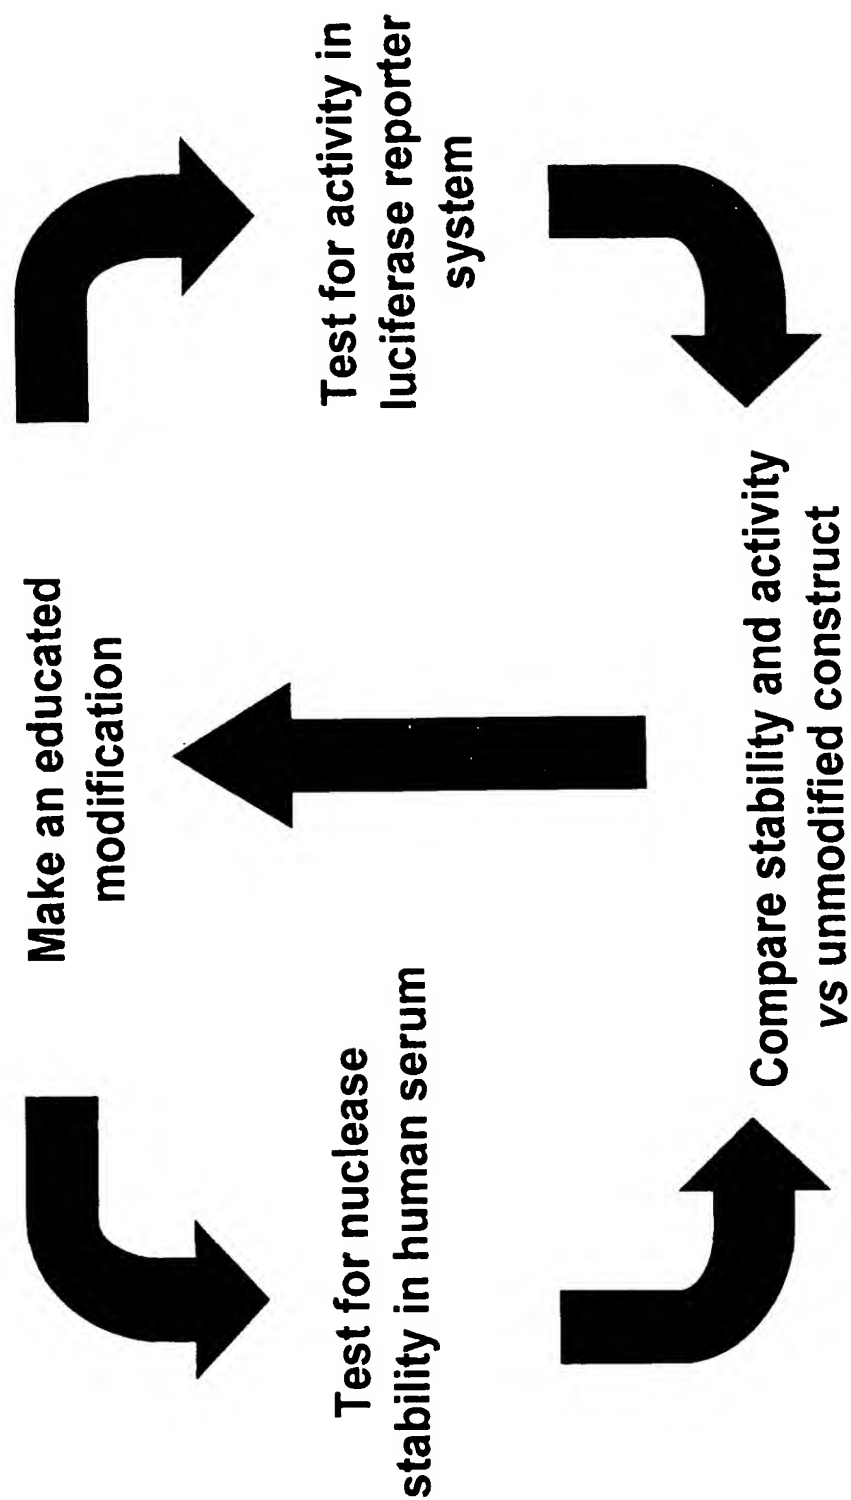 Make an educated
modification
Test for nuclease
stability in human serum
Test for activity in
luciferase reporter
system
Compare stability and activity
vs unmodified construct